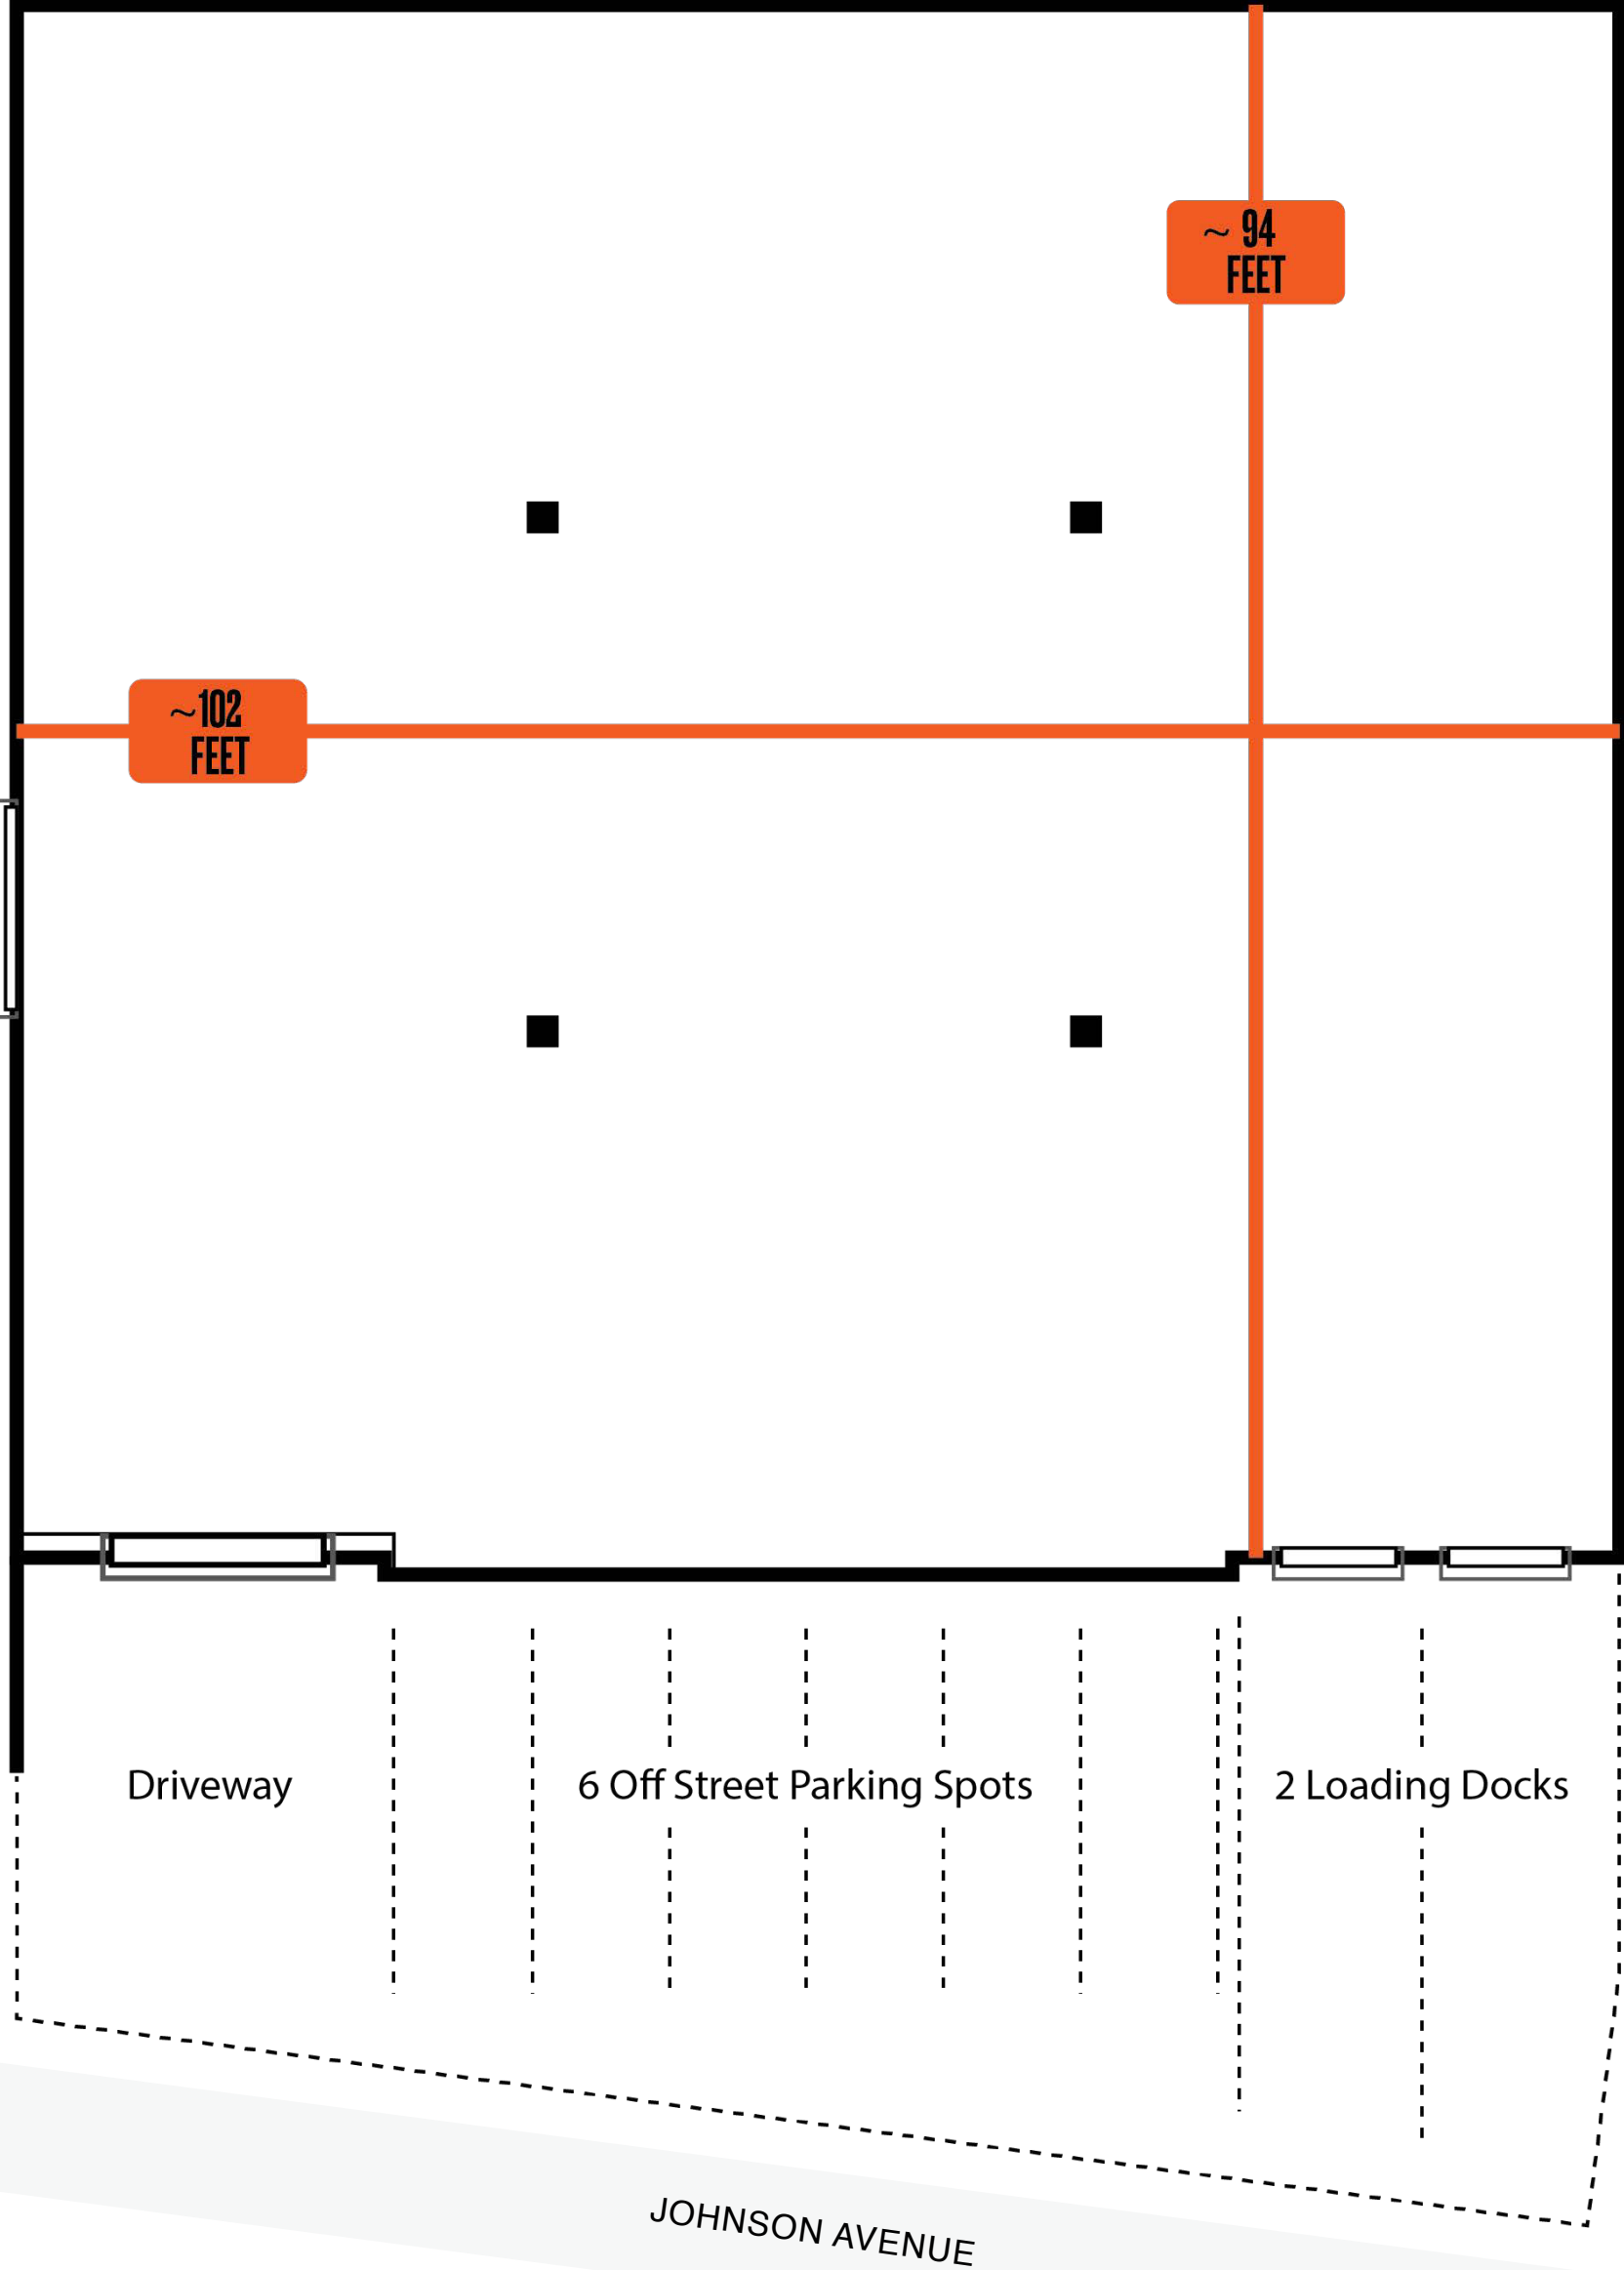 ~ 94
FEET
~102
FEET
Driveway
6 Off Street Parking Spots
2 Loading Docks
JOHNSON AVENUE